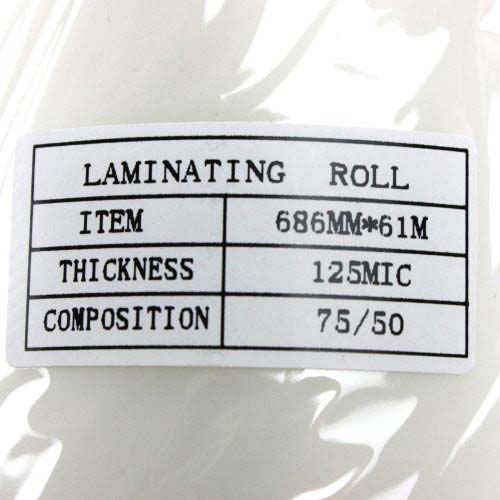 LAMINATING ROLL
ITEM 686MM*61M
THICKNESS 125MIC
COMPOSITION 75/50